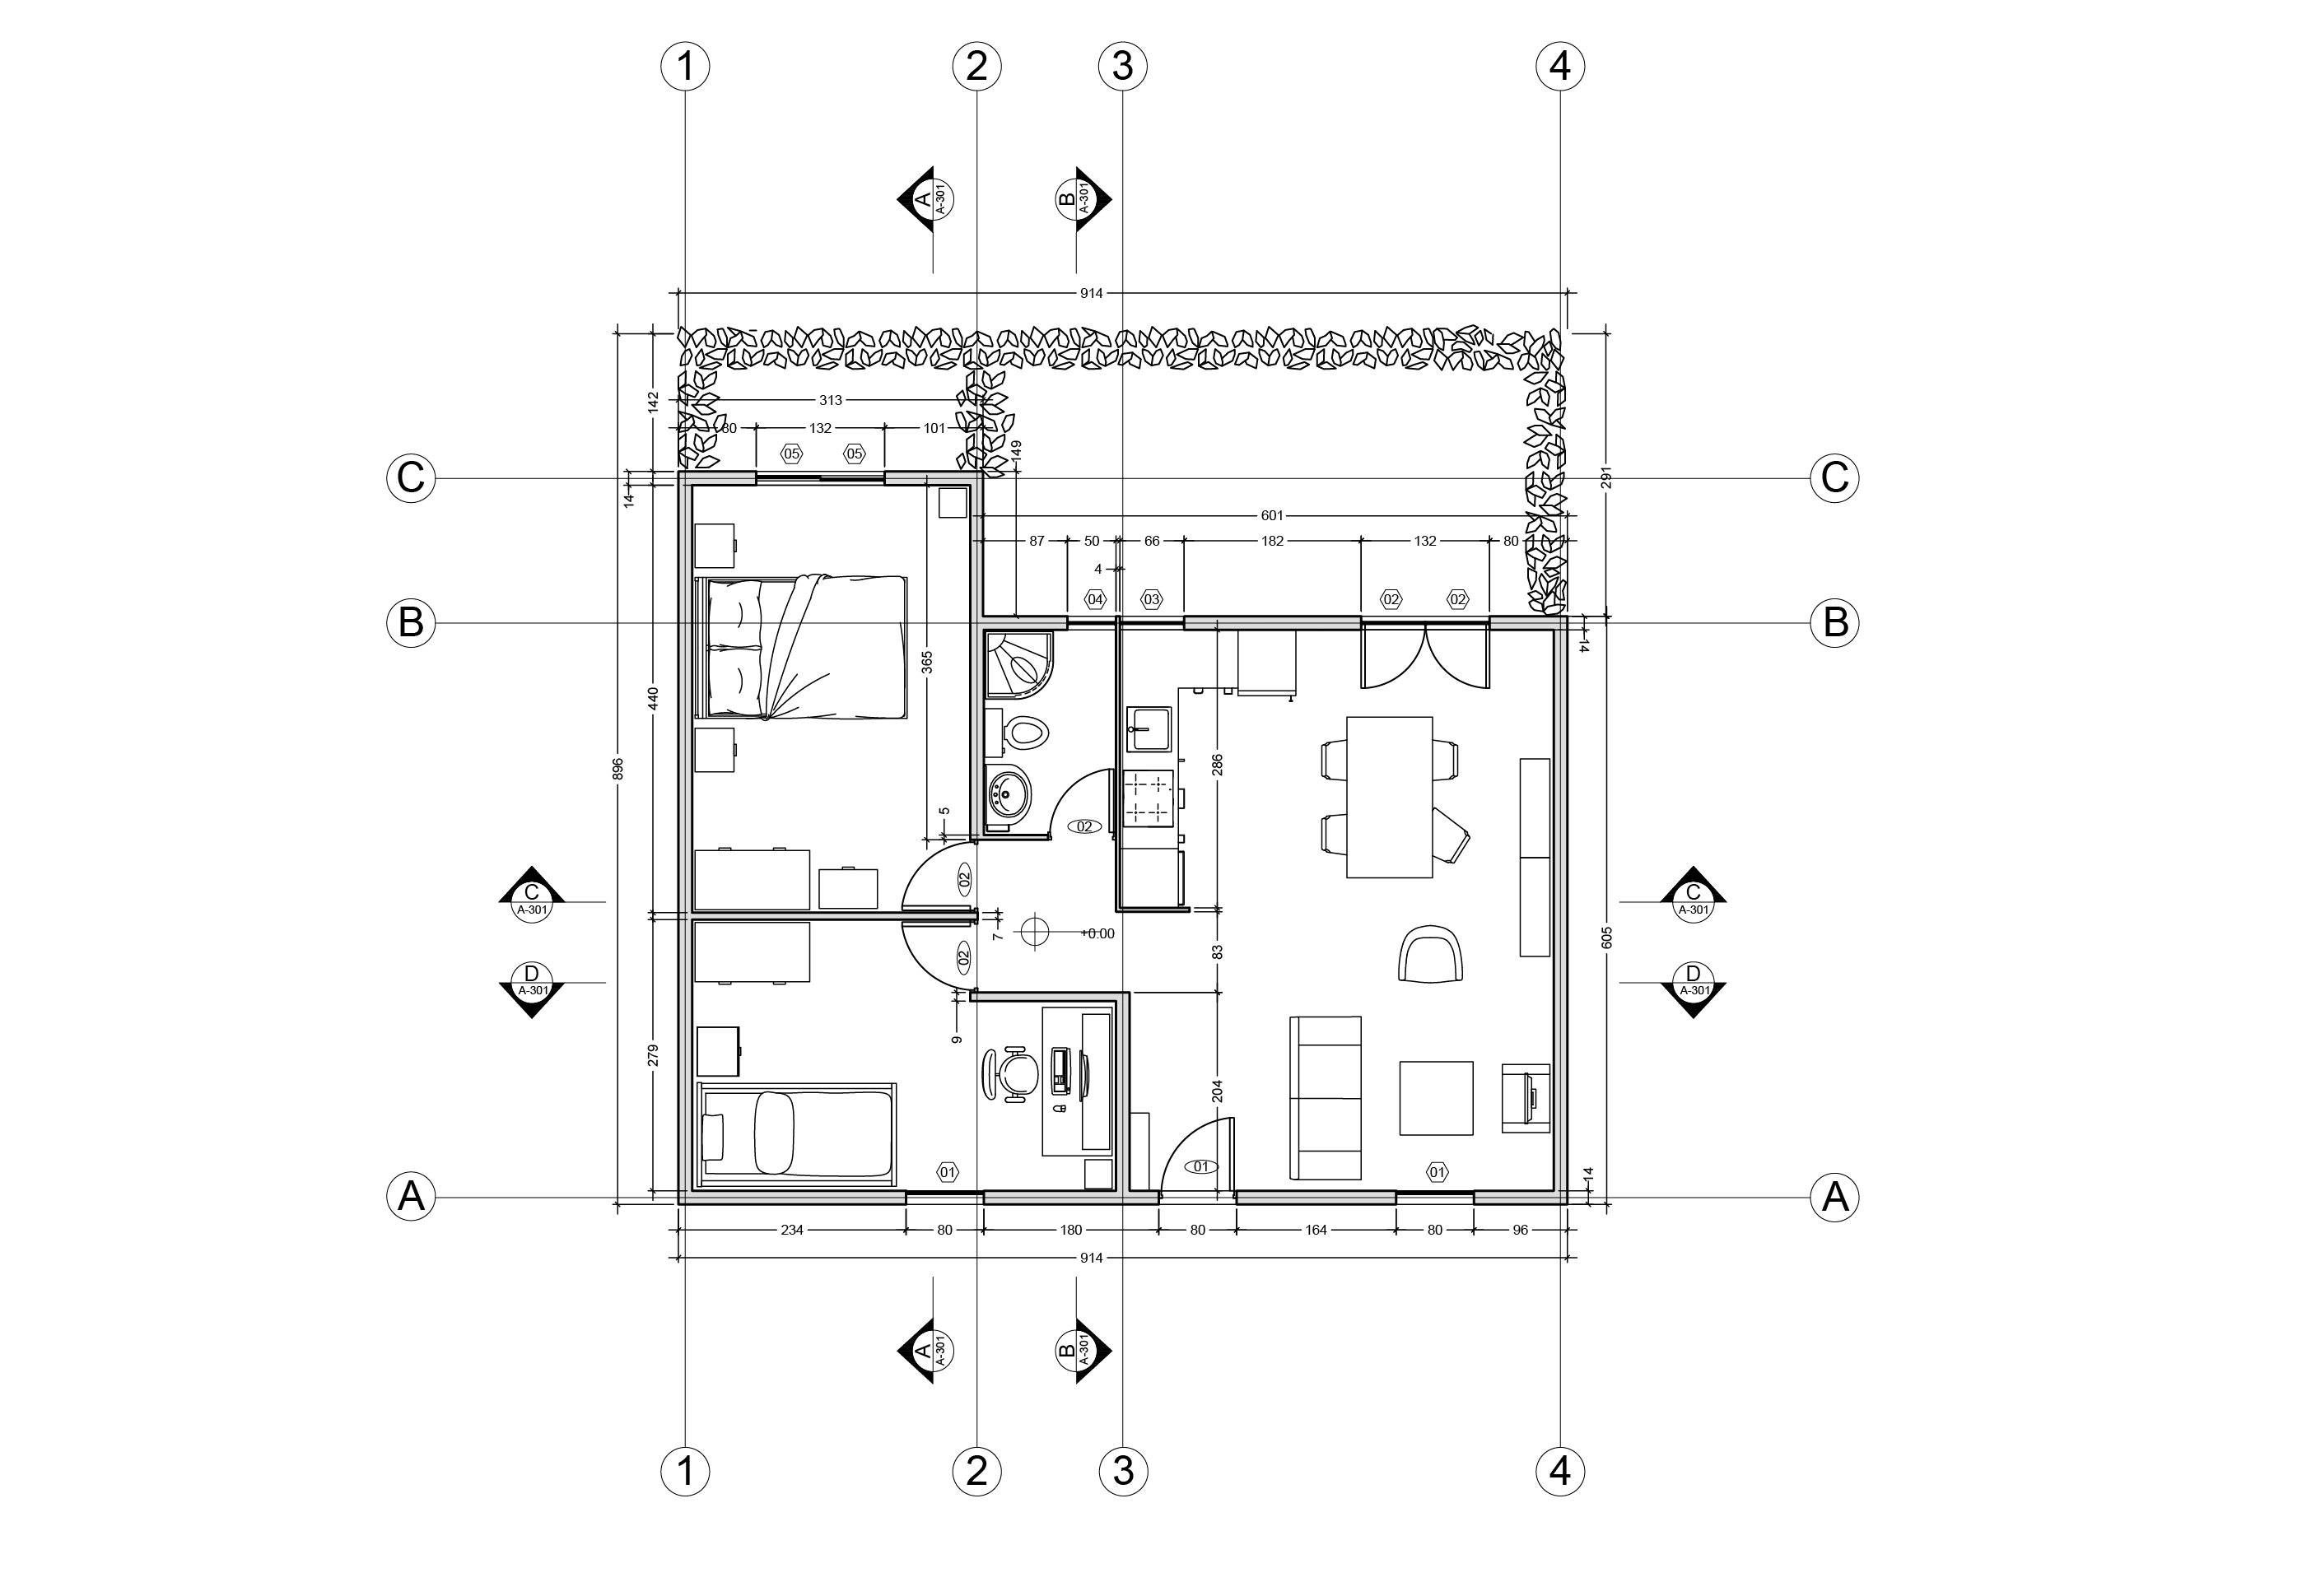 1 2 3 4
A A-301 B A-301
914
142 313
80 132 101
149
05 05
C C
14
291
601
87 50 66 182 132 80
4
04 03 02 02
B B
14
365
440
286
896
5
02
02
C A-301 C A-301
7 +0.00
83
605
02
D A-301 D A-301
9
279
204
01 01 01
14
A A
234 80 180 80 164 80 96
914
A A-301 B A-301
1 2 3 4